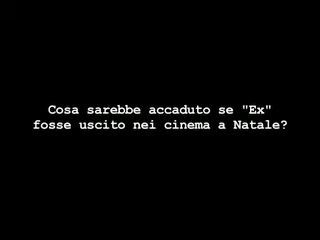 Cosa sarebbe accaduto se "Ex"
fosse uscito nei cinema a Natale?